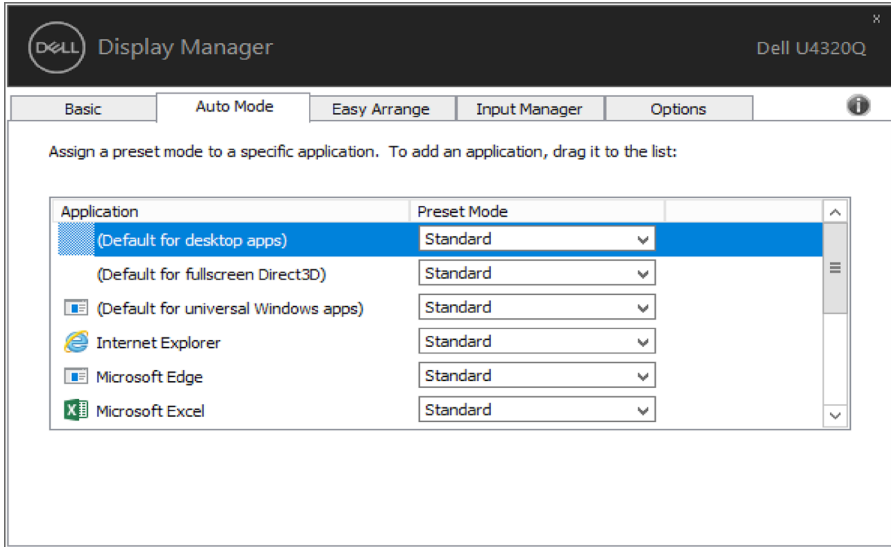 x
DELL Display Manager Dell U4320Q
Basic Auto Mode Easy Arrange Input Manager Options i
Assign a preset mode to a specific application. To add an application, drag it to the list:
Application Preset Mode
(Default for desktop apps) Standard
(Default for fullscreen Direct3D) Standard
(Default for universal Windows apps) Standard
Internet Explorer Standard
Microsoft Edge Standard
Microsoft Excel Standard